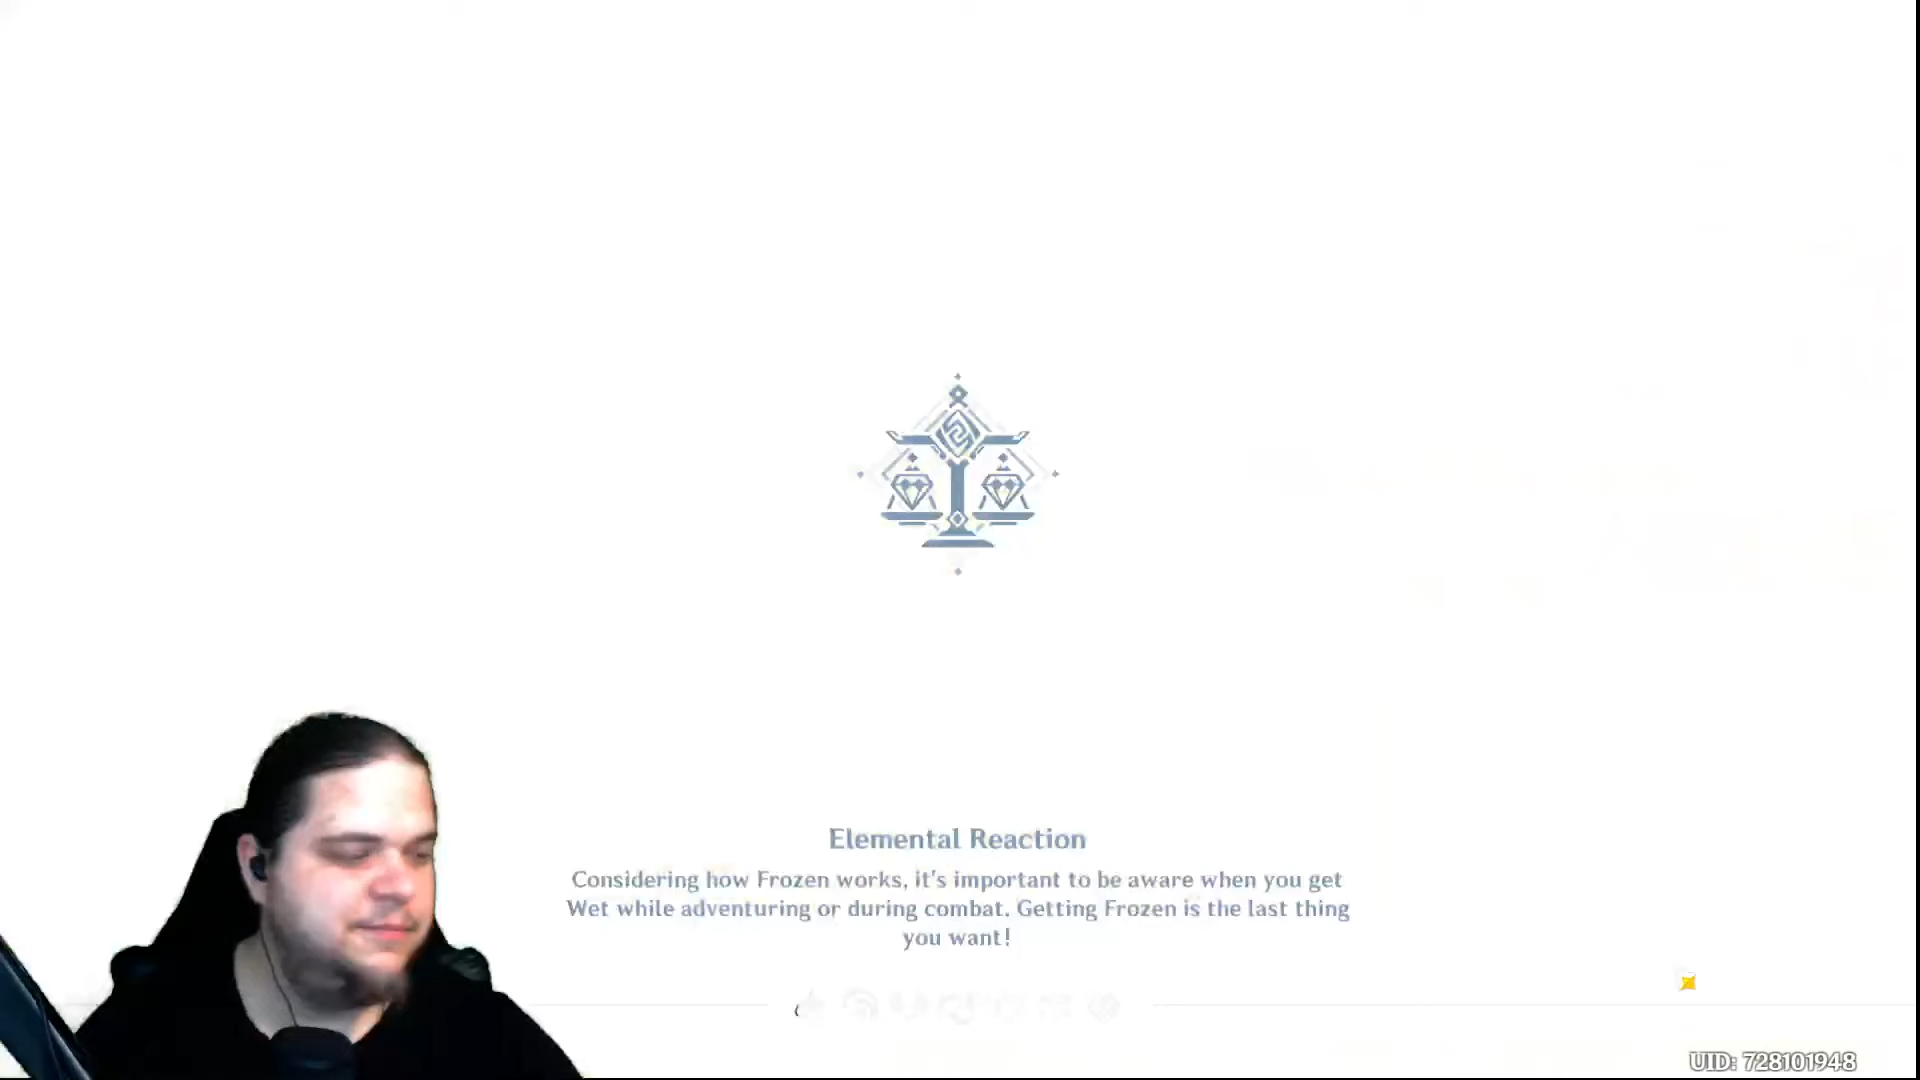 Elemental Reaction
Considering how Frozen works, it's important to be aware when you get
Wet while adventuring or during combat. Getting Frozen is the last thing
you want!
UID: 728101948